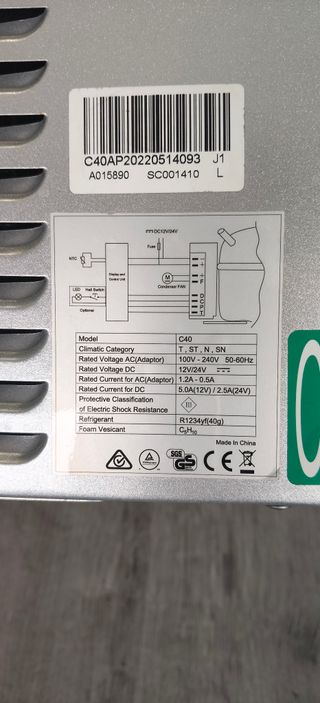 C40AP20220514093 J1
A015890 SC001410 L
DC12V/24V
Fuse
NTC
Display and
Control Unit
M
Condenser FAN
LED Hall Switch
Optional
Model C40
Climatic Category T , ST , N , SN
Rated Voltage AC(Adaptor) 100V - 240V 50-60Hz
Rated Voltage DC 12V/24V
Rated Current for AC(Adaptor) 1.2A - 0.5A
Rated Current for DC 5.0A(12V) / 2.5A(24V)
Protective Classification
of Electric Shock Resistance III
Refrigerant R1234yf(40g)
Foam Vesicant C5H10
Made In China
SGS GS CE